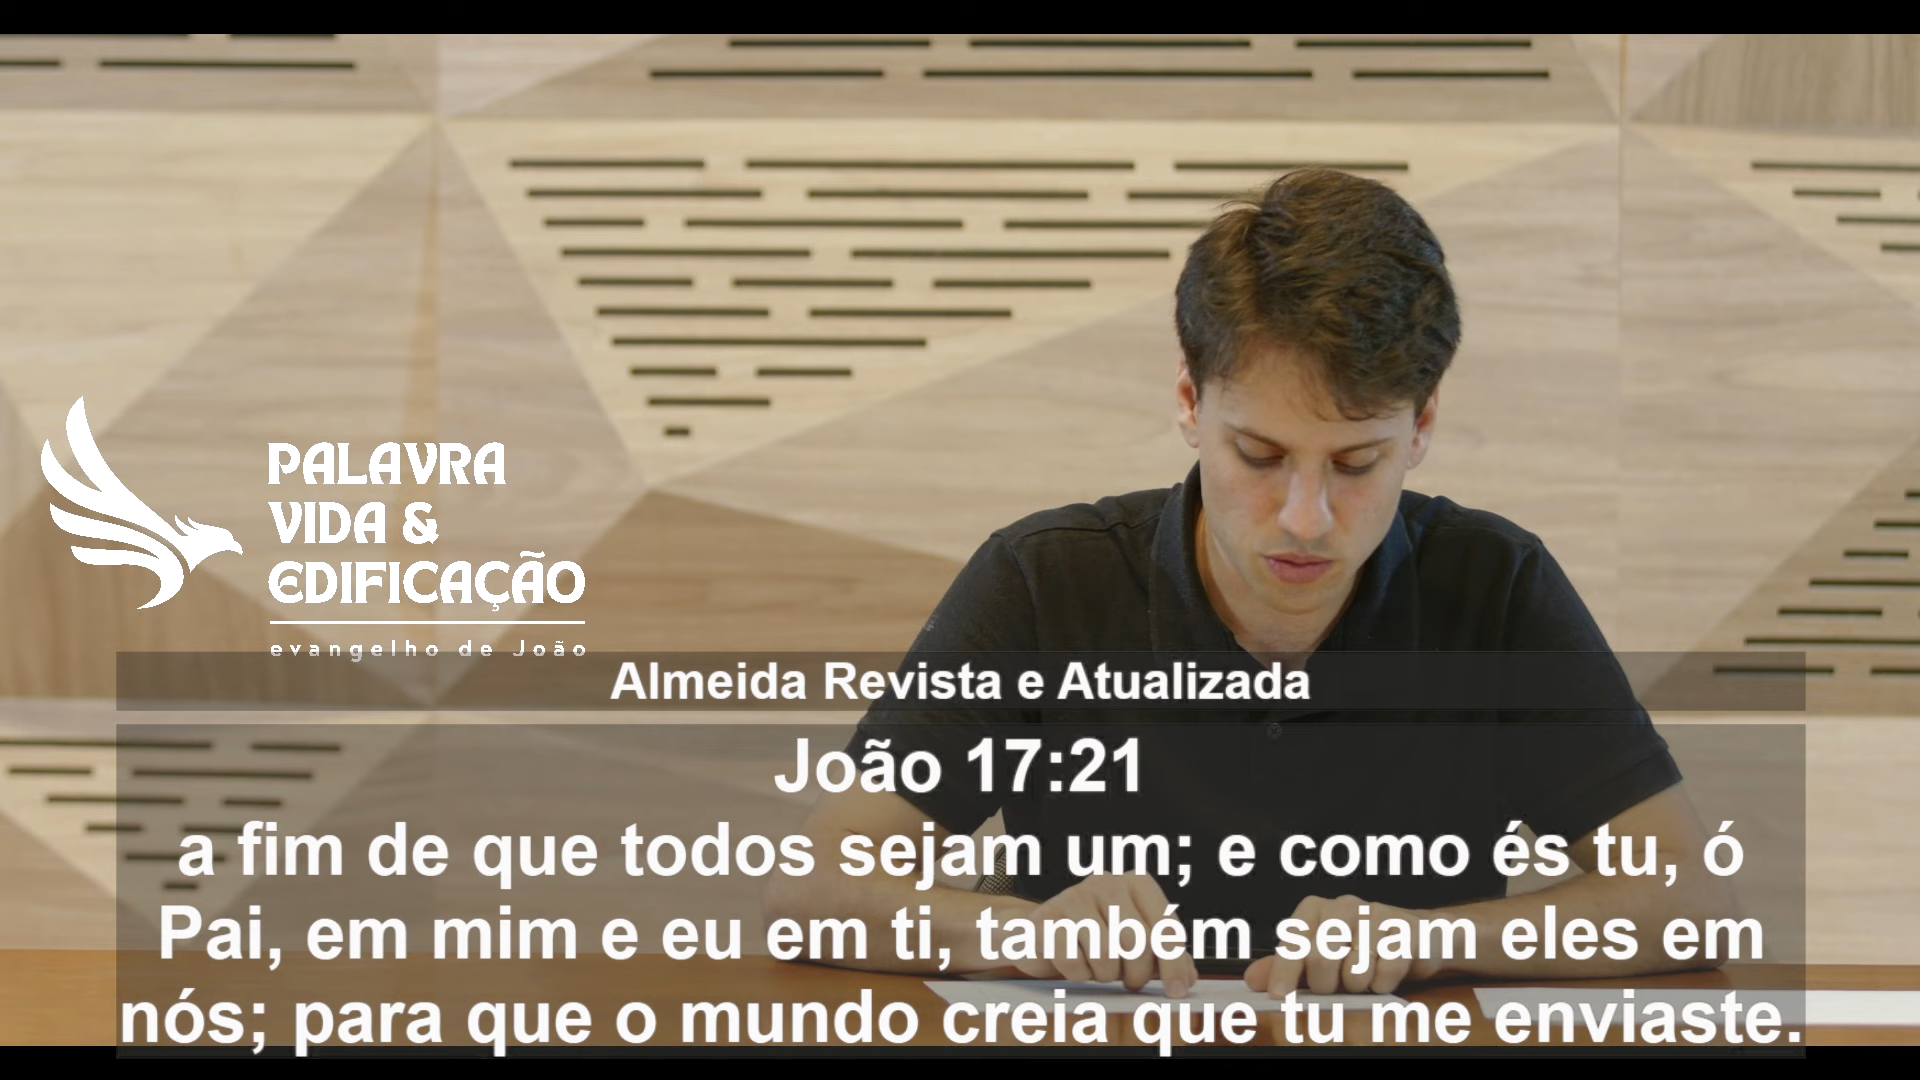 PALAVRA
VIDA &
EDIFICAÇÃO
evangelho de João
Almeida Revista e Atualizada
João 17:21
a fim de que todos sejam um; e como és tu, ó
Pai, em mim e eu em ti, também sejam eles em
nós; para que o mundo creia que tu me enviaste.